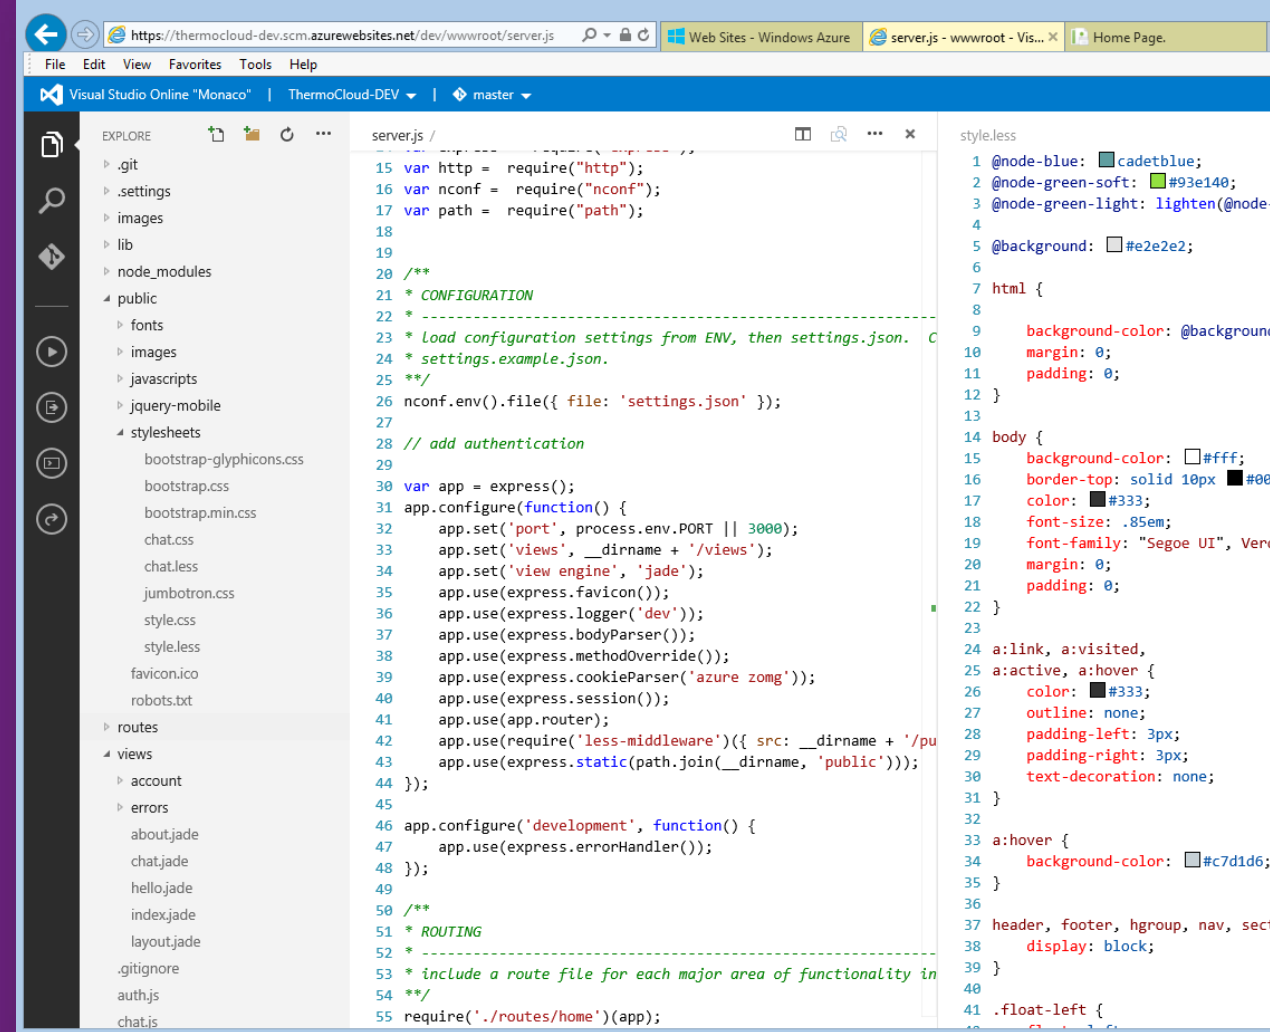 https://thermocloud-dev.scm.azurewebsites.net/dev/wwwroot/server.js
Web Sites - Windows Azure
server.js - wwwroot - Vis...
Home Page.
File Edit View Favorites Tools Help
Visual Studio Online "Monaco" | ThermoCloud-DEV | master
EXPLORE
.git
.settings
images
lib
node_modules
public
fonts
images
javascripts
jquery-mobile
stylesheets
bootstrap-glyphicons.css
bootstrap.css
bootstrap.min.css
chat.css
chat.less
jumbotron.css
style.css
style.less
favicon.ico
robots.txt
routes
views
account
errors
about.jade
chat.jade
hello.jade
index.jade
layout.jade
.gitignore
auth.js
chat.js
server.js /
15 var http =  require("http");
16 var nconf =  require("nconf");
17 var path =  require("path");
18
19
20 /**
21 * CONFIGURATION
22 * ------------------------------------------------------------
23 * load configuration settings from ENV, then settings.json.  C
24 * settings.example.json.
25 **/
26 nconf.env().file({ file: 'settings.json' });
27
28 // add authentication
29
30 var app = express();
31 app.configure(function() {
32     app.set('port', process.env.PORT || 3000);
33     app.set('views', __dirname + '/views');
34     app.set('view engine', 'jade');
35     app.use(express.favicon());
36     app.use(express.logger('dev'));
37     app.use(express.bodyParser());
38     app.use(express.methodOverride());
39     app.use(express.cookieParser('azure zomg'));
40     app.use(express.session());
41     app.use(app.router);
42     app.use(require('less-middleware')({ src: __dirname + '/pu
43     app.use(express.static(path.join(__dirname, 'public')));
44 });
45
46 app.configure('development', function() {
47     app.use(express.errorHandler());
48 });
49
50 /**
51 * ROUTING
52 * ------------------------------------------------------------
53 * include a route file for each major area of functionality in
54 **/
55 require('./routes/home')(app);
style.less
1 @node-blue: cadetblue;
2 @node-green-soft: #93e140;
3 @node-green-light: lighten(@node-
4
5 @background: #e2e2e2;
6
7 html {
8
9     background-color: @background
10     margin: 0;
11     padding: 0;
12 }
13
14 body {
15     background-color: #fff;
16     border-top: solid 10px #00
17     color: #333;
18     font-size: .85em;
19     font-family: "Segoe UI", Verd
20     margin: 0;
21     padding: 0;
22 }
23
24 a:link, a:visited,
25 a:active, a:hover {
26     color: #333;
27     outline: none;
28     padding-left: 3px;
29     padding-right: 3px;
30     text-decoration: none;
31 }
32
33 a:hover {
34     background-color: #c7d1d6;
35 }
36
37 header, footer, hgroup, nav, sect
38     display: block;
39 }
40
41 .float-left {